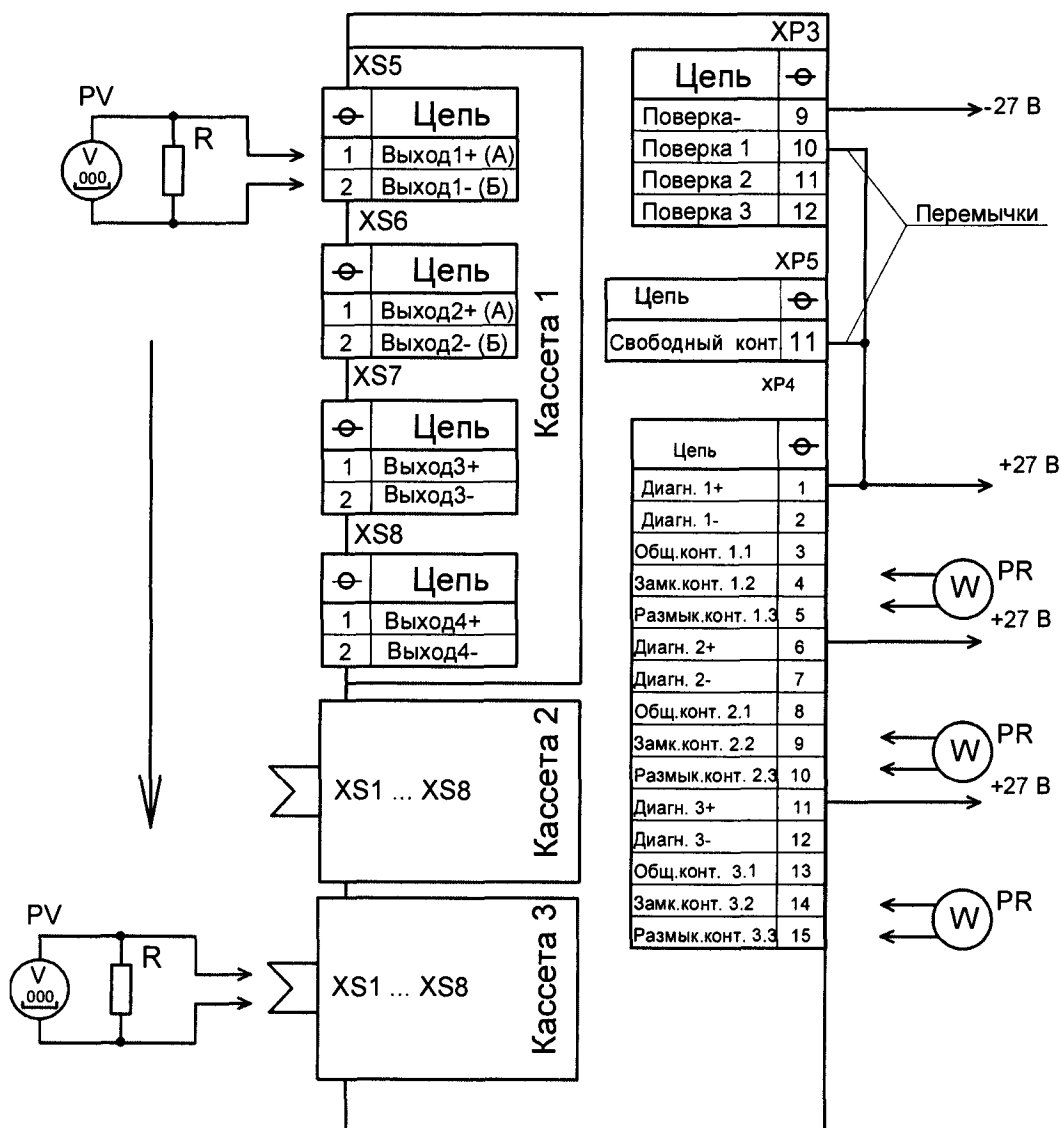 XP3
XS5
Цепь
PV
R
V
000
Цепь
1 Выход1+ (А)
2 Выход1- (Б)
Поверка- 9
-27 В
Поверка 1 10
Поверка 2 11
Поверка 3 12
Перемычки
XS6
Цепь
1 Выход2+ (А)
2 Выход2- (Б)
XP5
Цепь
Свободный конт. 11
XS7
Цепь
1 Выход3+
2 Выход3-
Кассета 1
XP4
Цепь
+27 В
Диагн. 1+ 1
Диагн. 1- 2
Общ.конт. 1.1 3
Замк.конт. 1.2 4
Размык.конт. 1.3 5
W PR
+27 В
XS8
Цепь
1 Выход4+
2 Выход4-
Диагн. 2+ 6
Диагн. 2- 7
Общ.конт. 2.1 8
Замк.конт. 2.2 9
Размык.конт. 2.3 10
W PR
+27 В
XS1 ... XS8
Кассета 2
Диагн. 3+ 11
Диагн. 3- 12
Общ.конт. 3.1 13
Замк.конт. 3.2 14
Размык.конт. 3.3 15
W PR
PV
R
V
000
XS1 ... XS8
Кассета 3